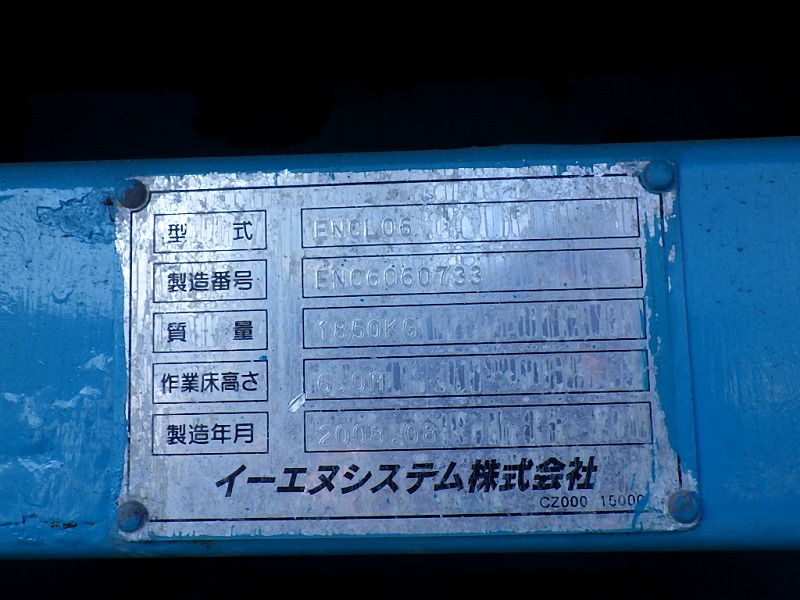 型 式 ENCL06
製造番号 ENC6060733
質 量 1850KG
作業床高さ 6.0M
製造年月 2008.08
イーエヌシステム株式会社
CZ000 15000